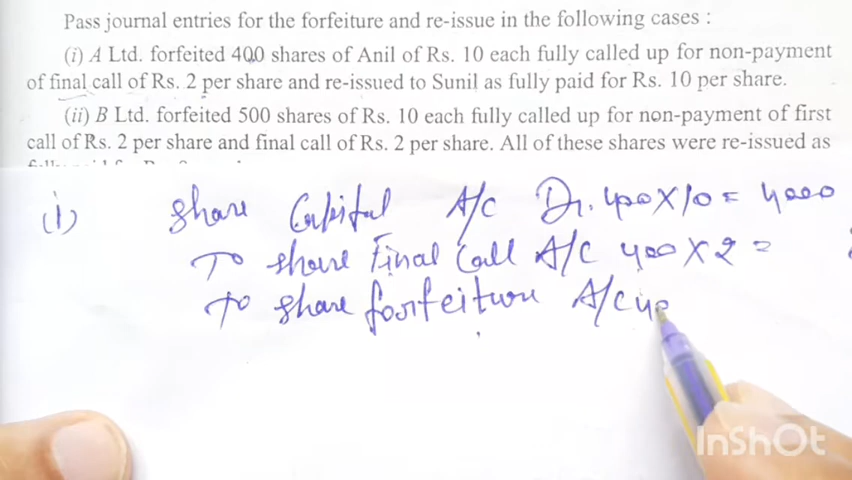 Pass journal entries for the forfeiture and re-issue in the following cases :
(i) A Ltd. forfeited 400 shares of Anil of Rs. 10 each fully called up for non-payment
of final call of Rs. 2 per share and re-issued to Sunil as fully paid for Rs. 10 per share.
(ii) B Ltd. forfeited 500 shares of Rs. 10 each fully called up for non-payment of first
call of Rs. 2 per share and final call of Rs. 2 per share. All of these shares were re-issued as
(1) Share Capital A/C Dr. 400 X 10 = 4000
To share Final Call A/C 400 X 2 =
To share forfeiture A/C 40
InShOt